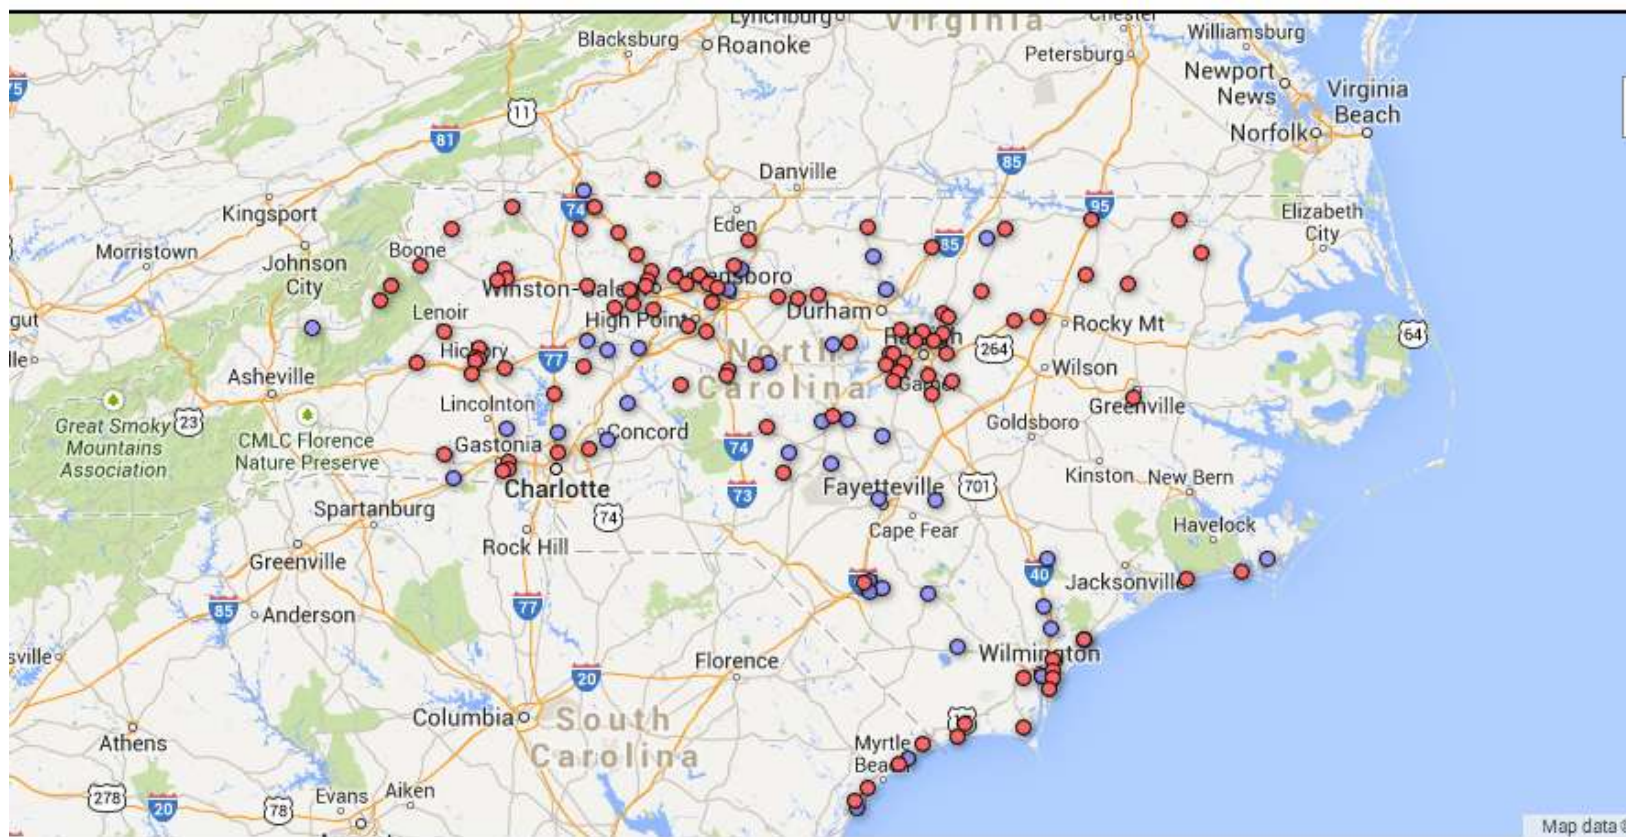 Lynchburg
Virginia
Chester
Blacksburg
Roanoke
Petersburg
Williamsburg
Newport
News
Virginia
Beach
Norfolk
75
11
81
85
Danville
95
Kingsport
74
Eden
Elizabeth
City
Morristown
Boone
Johnson
City
85
Winston-Salem
Greensboro
Lenoir
High Point
Durham
Raleigh
Rocky Mt
64
Hickory
77
North
Carolina
264
Wilson
Asheville
Garner
Greenville
Lincolnton
Great Smoky
Mountains
Association
23
CMLC Florence
Nature Preserve
Gastonia
Concord
74
Goldsboro
Kinston
New Bern
Charlotte
73
Fayetteville
701
Spartanburg
74
Cape Fear
Havelock
Greenville
Rock Hill
40
Jacksonville
85
Anderson
77
Wilmington
Florence
20
Columbia
South
Carolina
Athens
Myrtle
Beach
278
20
78
Evans
Aiken
Map data ©